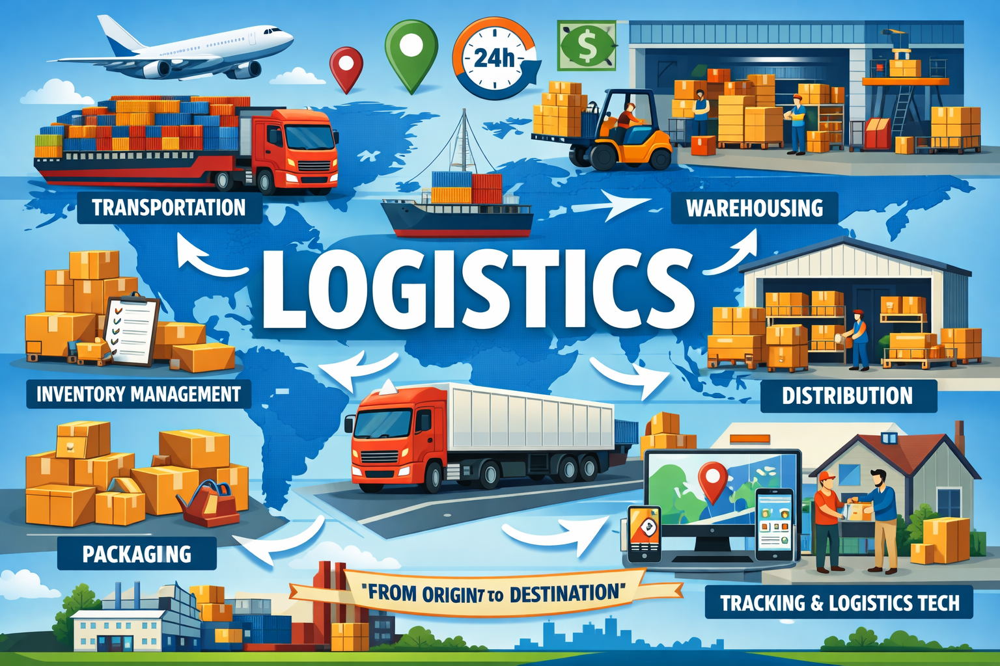 24h
$
TRANSPORTATION
WAREHOUSING
LOGISTICS
INVENTORY MANAGEMENT
DISTRIBUTION
PACKAGING
"FROM ORIGIN7 to DESTINATION"
TRACKING & LOGISTICS TECH